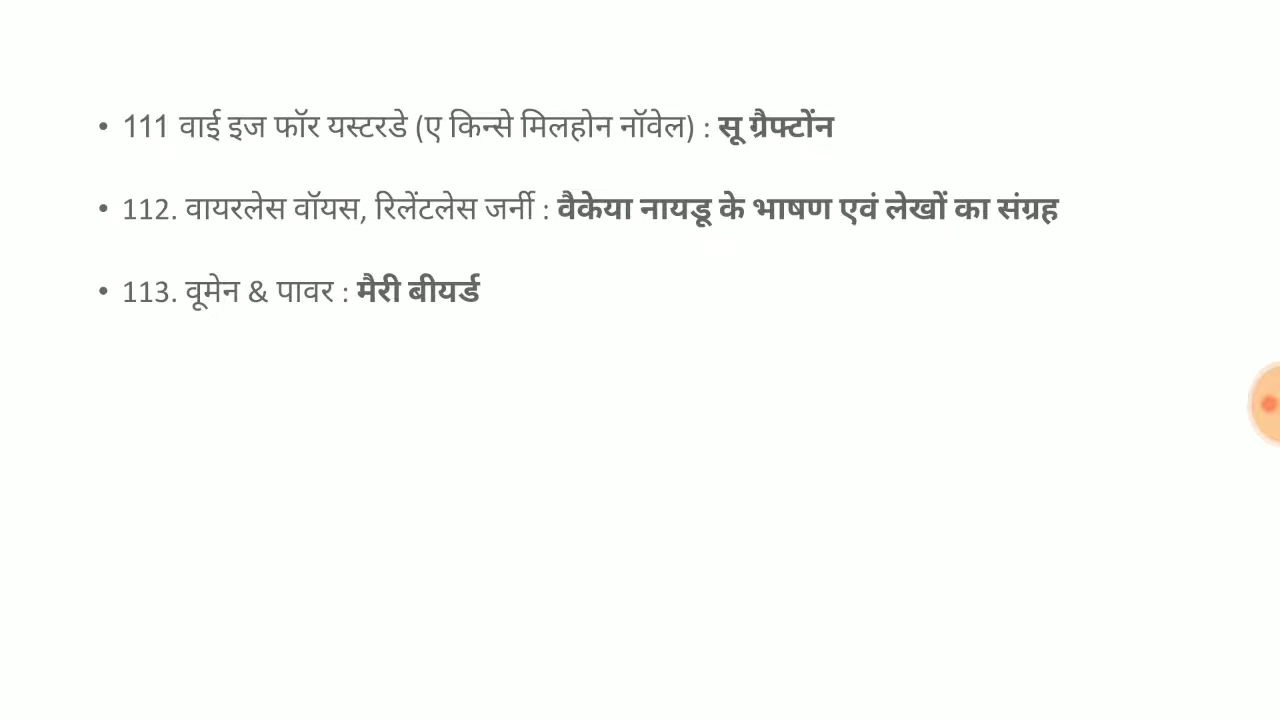 • 111 वाई इज फॉर यस्टरडे (ए किन्से मिलहोन नॉवेल) : सू ग्रैफ्टोंन
• 112. वायरलेस वॉयस, रिलेंटलेस जर्नी : वैकेया नायडू के भाषण एवं लेखों का संग्रह
• 113. वूमेन & पावर : मैरी बीयर्ड